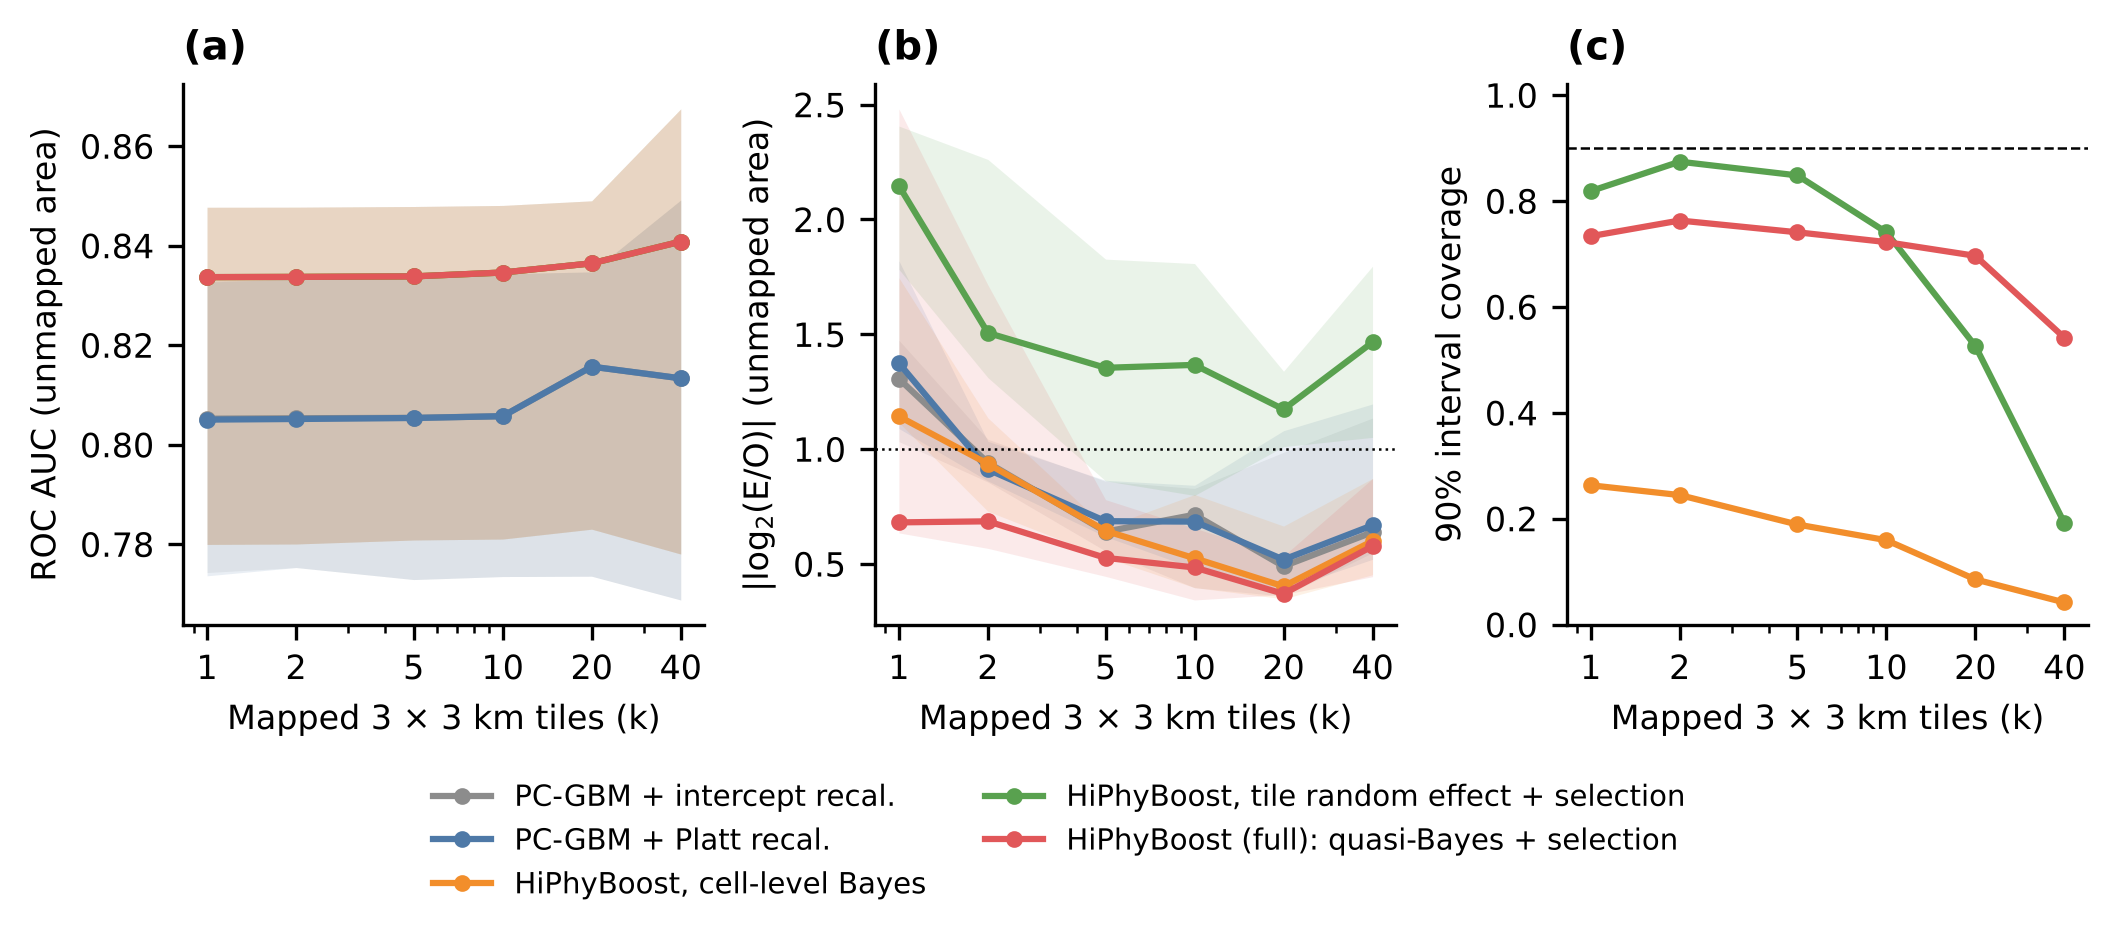 (a)
ROC AUC (unmapped area)
0.86
0.84
0.82
0.80
0.78
1 2 5 10 20 40
Mapped 3 × 3 km tiles (k)
(b)
|log₂(E/O)| (unmapped area)
2.5
2.0
1.5
1.0
0.5
1 2 5 10 20 40
Mapped 3 × 3 km tiles (k)
(c)
90% interval coverage
1.0
0.8
0.6
0.4
0.2
0.0
1 2 5 10 20 40
Mapped 3 × 3 km tiles (k)
PC-GBM + intercept recal.
PC-GBM + Platt recal.
HiPhyBoost, cell-level Bayes
HiPhyBoost, tile random effect + selection
HiPhyBoost (full): quasi-Bayes + selection